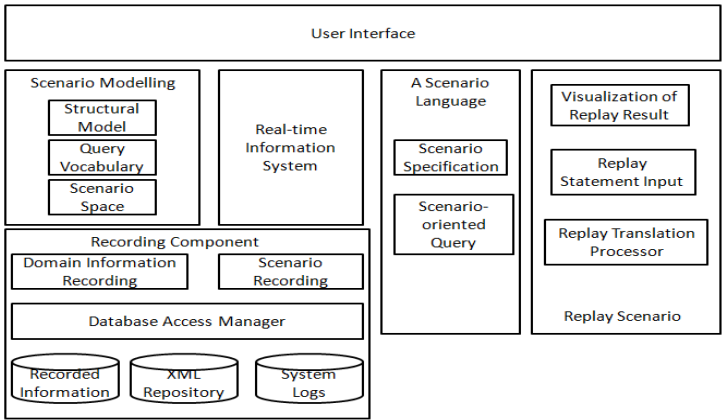 User Interface
Scenario Modelling
Structural
Model
Query
Vocabulary
Scenario
Space
Real-time
Information
System
A Scenario
Language
Scenario
Specification
Scenario-
oriented
Query
Visualization of
Replay Result
Replay
Statement Input
Replay Translation
Processor
Replay Scenario
Recording Component
Domain Information
Recording
Scenario
Recording
Database Access Manager
Recorded
Information
XML
Repository
System
Logs